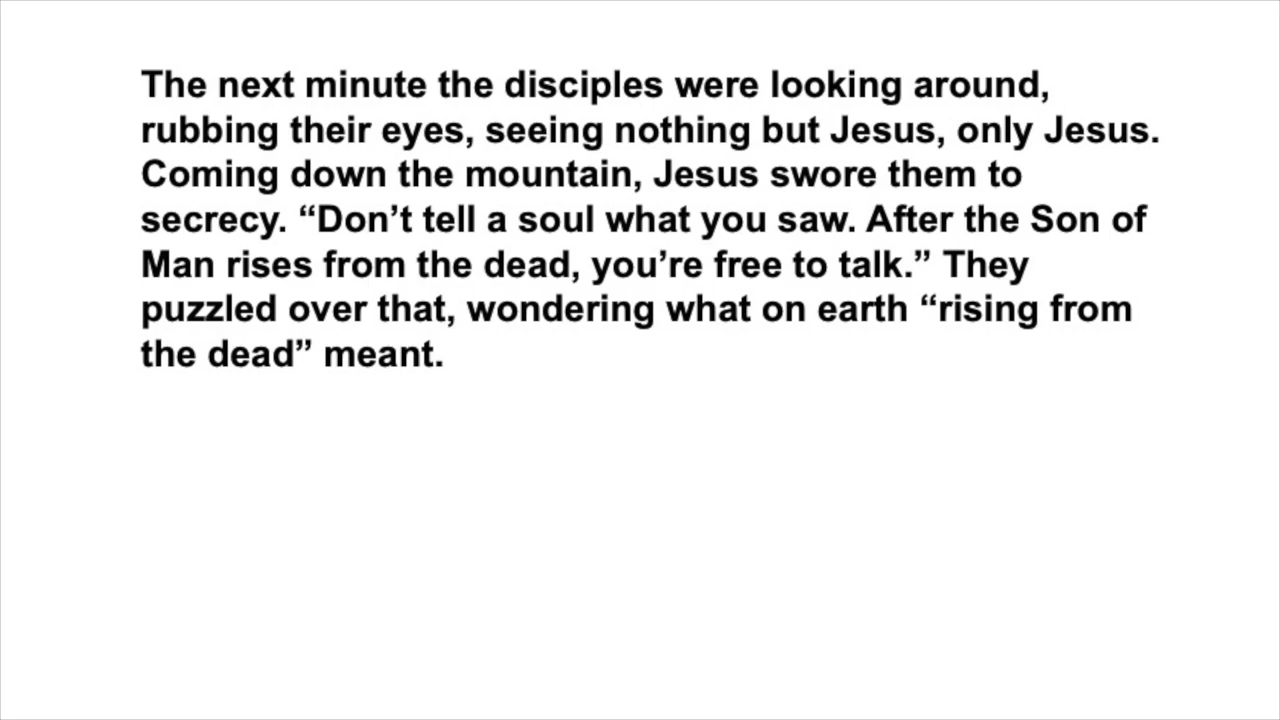 The next minute the disciples were looking around,
rubbing their eyes, seeing nothing but Jesus, only Jesus.
Coming down the mountain, Jesus swore them to
secrecy. “Don’t tell a soul what you saw. After the Son of
Man rises from the dead, you’re free to talk.” They
puzzled over that, wondering what on earth “rising from
the dead” meant.